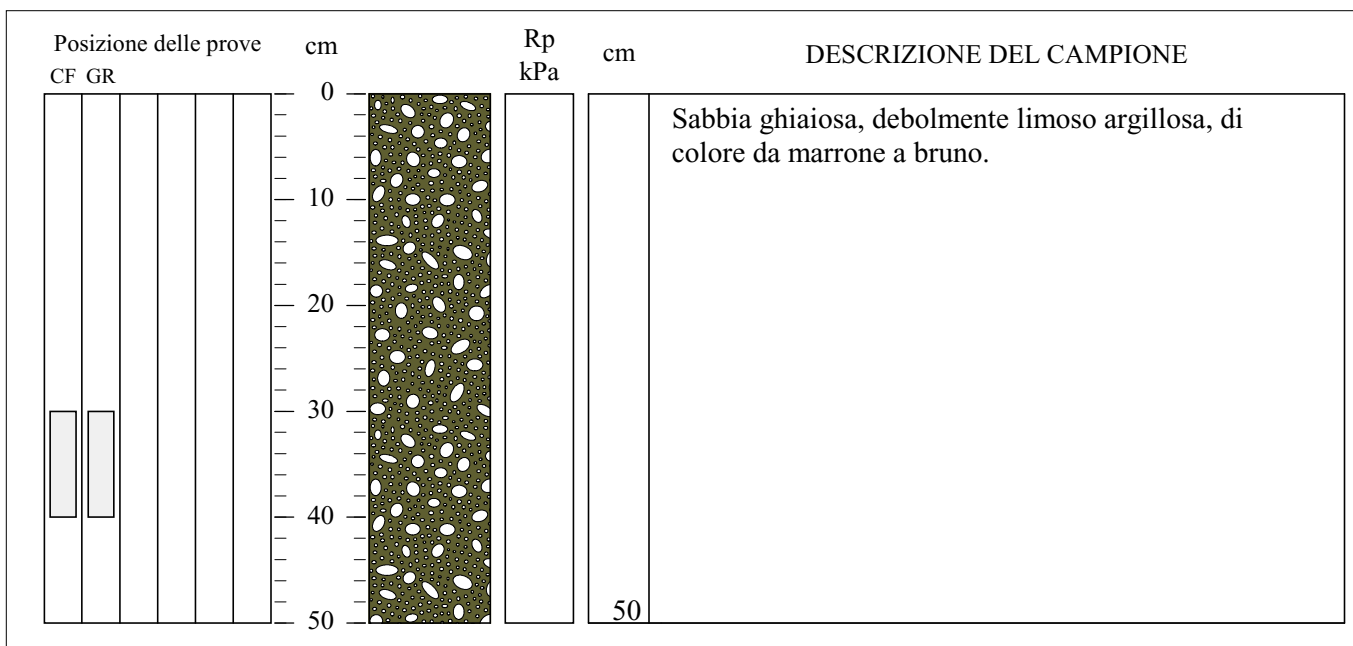 Posizione delle prove
CF GR
cm
Rp
kPa
cm
DESCRIZIONE DEL CAMPIONE
0
10
20
30
40
50
50
Sabbia ghiaiosa, debolmente limoso argillosa, di
colore da marrone a bruno.